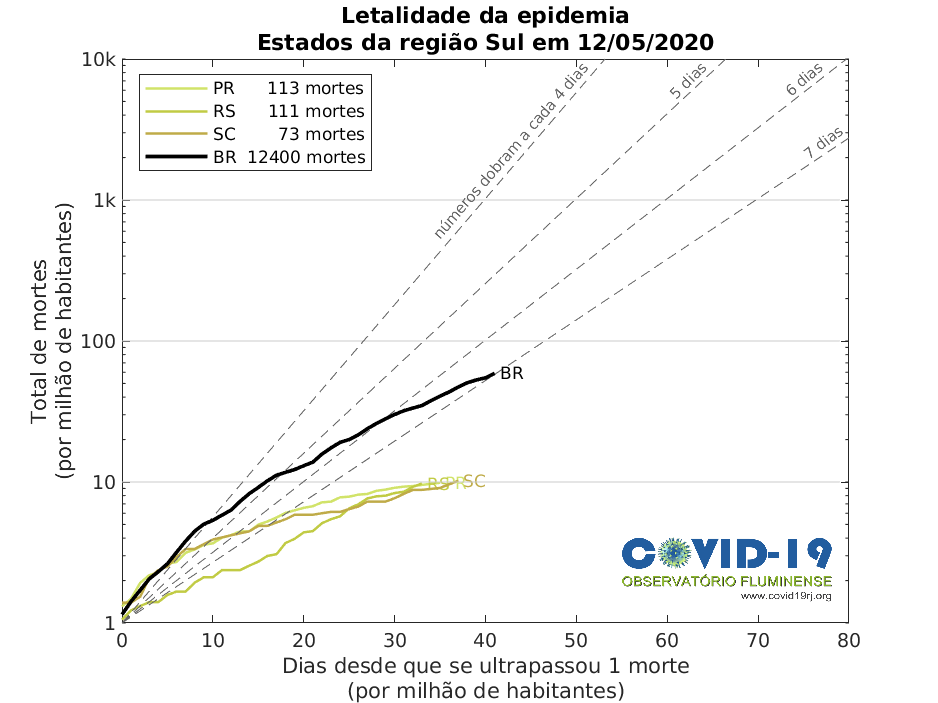 Letalidade da epidemia
Estados da região Sul em 12/05/2020
PR 113 mortes
RS 111 mortes
SC 73 mortes
BR 12400 mortes
números dobram a cada 4 dias
5 dias
6 dias
7 dias
10k
1k
100
10
1
Total de mortes
(por milhão de habitantes)
BR
RS
PR
SC
COVID-19
OBSERVATÓRIO FLUMINENSE
www.covid19rj.org
0 10 20 30 40 50 60 70 80
Dias desde que se ultrapassou 1 morte
(por milhão de habitantes)